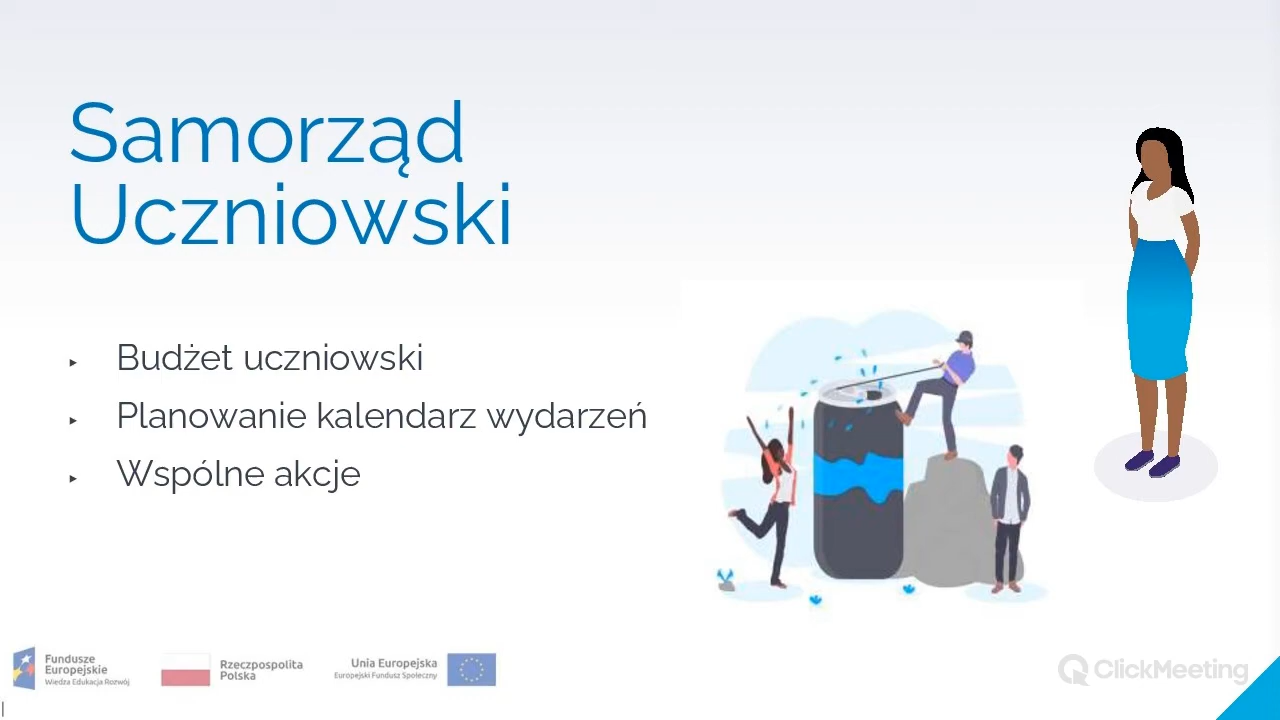 Samorząd
Uczniowski
Budżet uczniowski
Planowanie kalendarz wydarzeń
Wspólne akcje
Fundusze
Europejskie
Wiedza Edukacja Rozwój
Rzeczpospolita
Polska
Unia Europejska
Europejski Fundusz Społeczny
ClickMeeting